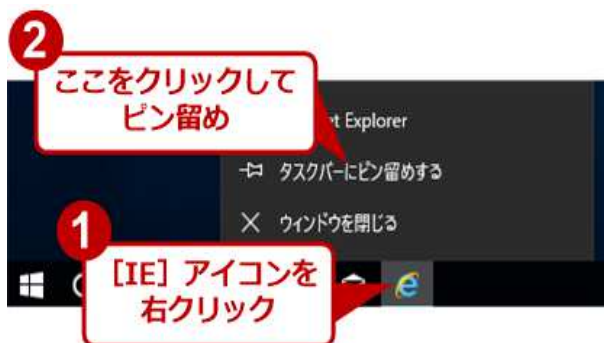 2
ここをクリックして
ピン留め
et Explorer
タスクバーにピン留めする
ウィンドウを閉じる
1
[IE] アイコンを
右クリック